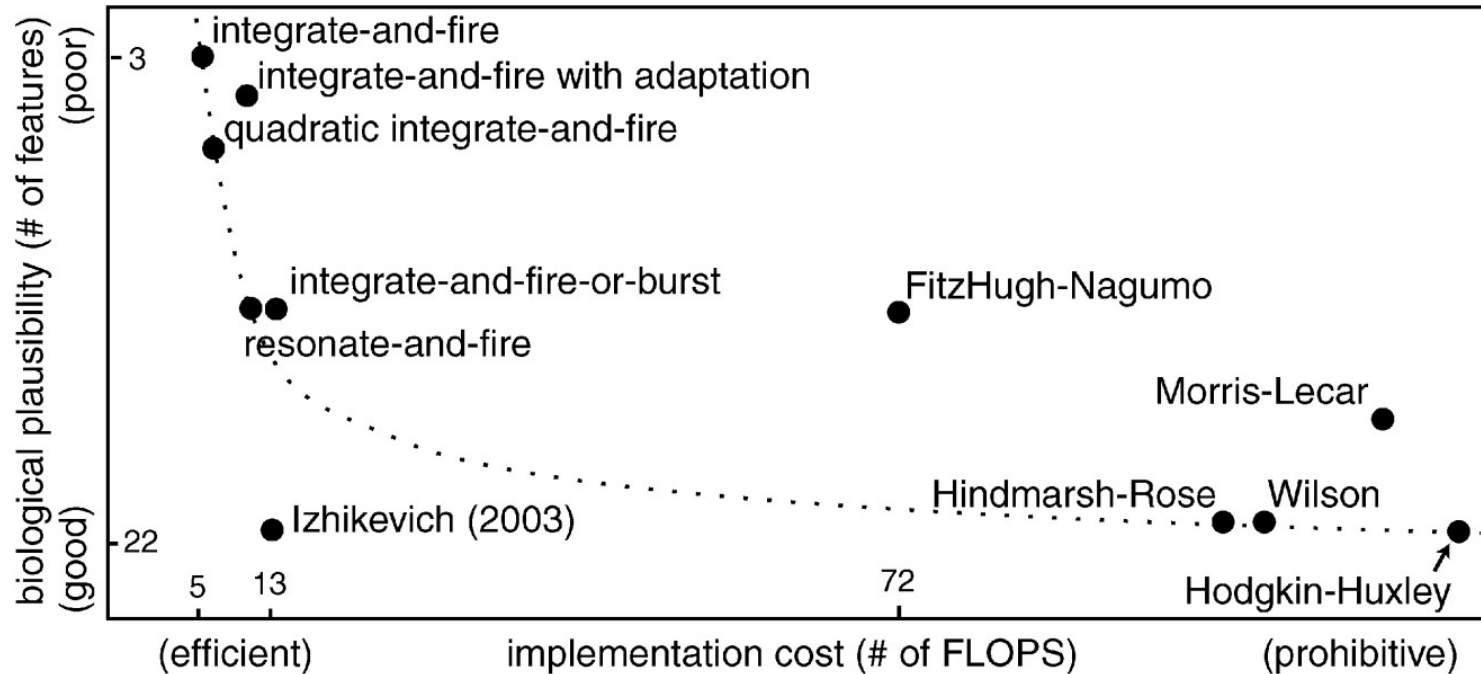 biological plausibility (# of features)
(good)
(poor)
3
22
integrate-and-fire
integrate-and-fire with adaptation
quadratic integrate-and-fire
integrate-and-fire-or-burst
resonate-and-fire
FitzHugh-Nagumo
Morris-Lecar
Hindmarsh-Rose
Wilson
Izhikevich (2003)
Hodgkin-Huxley
5
13
72
(efficient)
implementation cost (# of FLOPS)
(prohibitive)